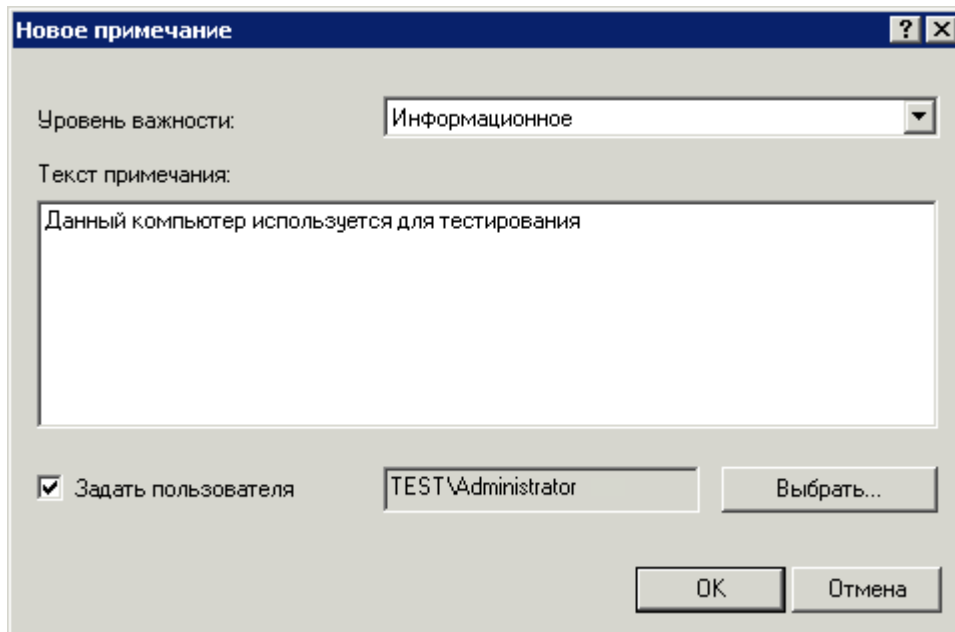 Новое примечание
Уровень важности: Информационное
Текст примечания:
Данный компьютер используется для тестирования
Задать пользователя TEST\Administrator Выбрать...
OK Отмена